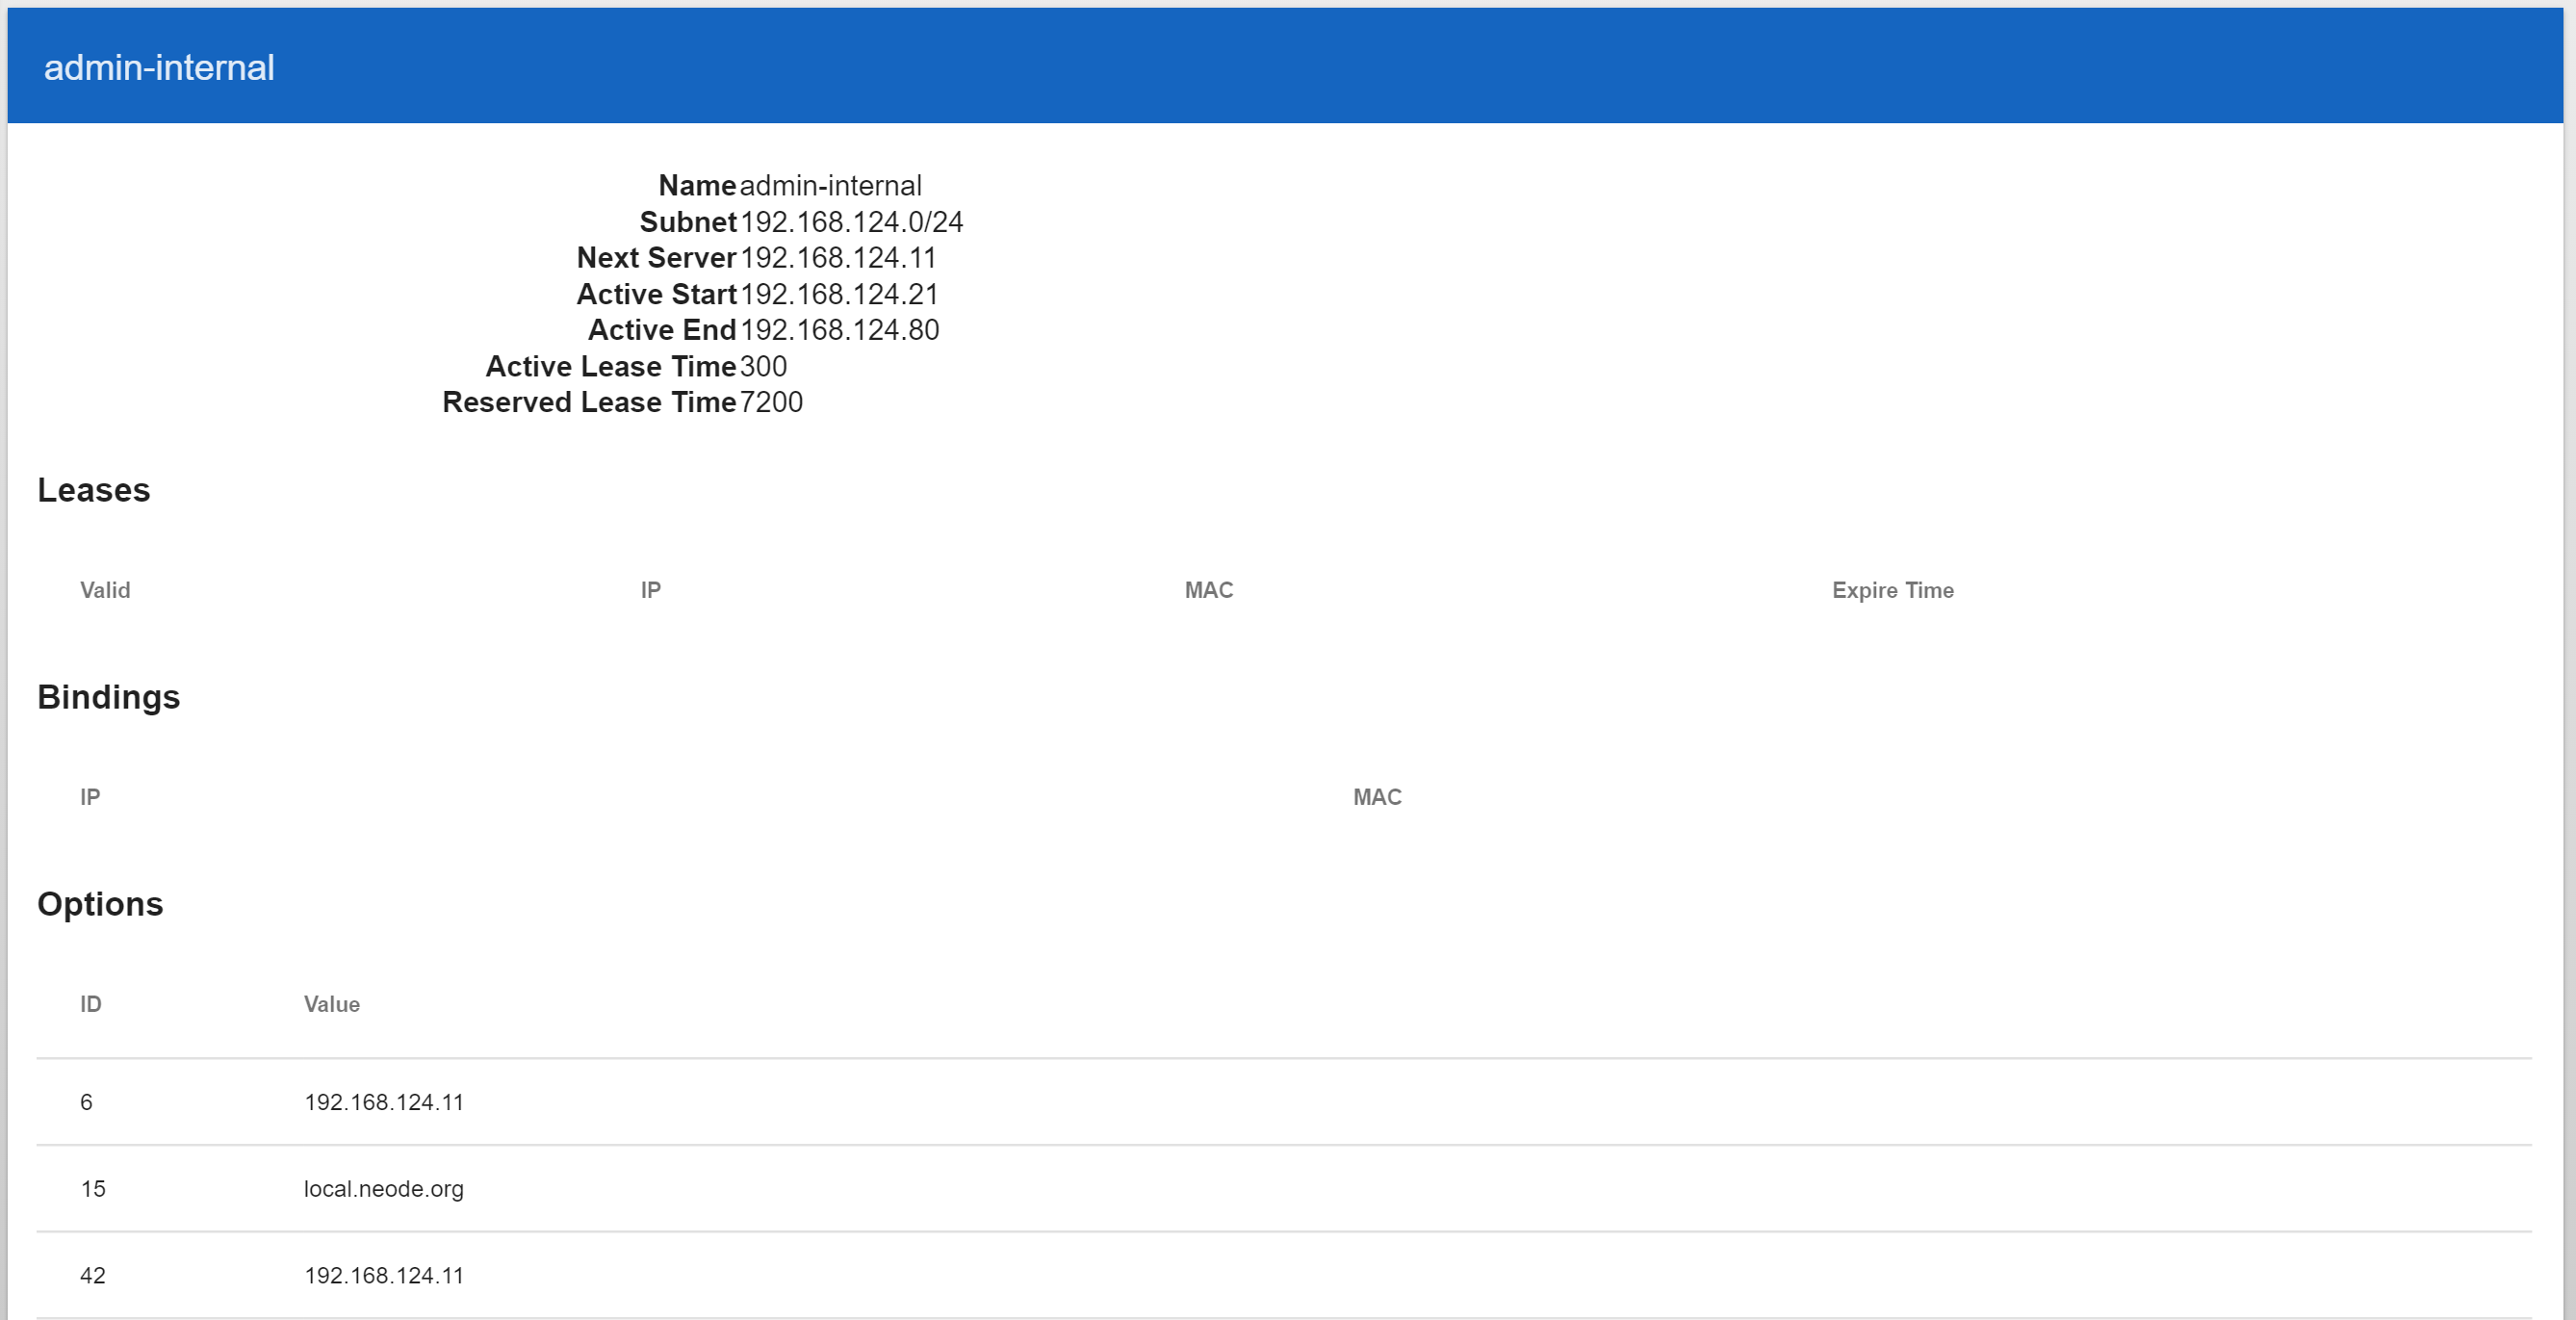 admin-internal
Name admin-internal
Subnet 192.168.124.0/24
Next Server 192.168.124.11
Active Start 192.168.124.21
Active End 192.168.124.80
Active Lease Time 300
Reserved Lease Time 7200
Leases
Valid IP MAC Expire Time
Bindings
IP MAC
Options
ID Value
6 192.168.124.11
15 local.neode.org
42 192.168.124.11